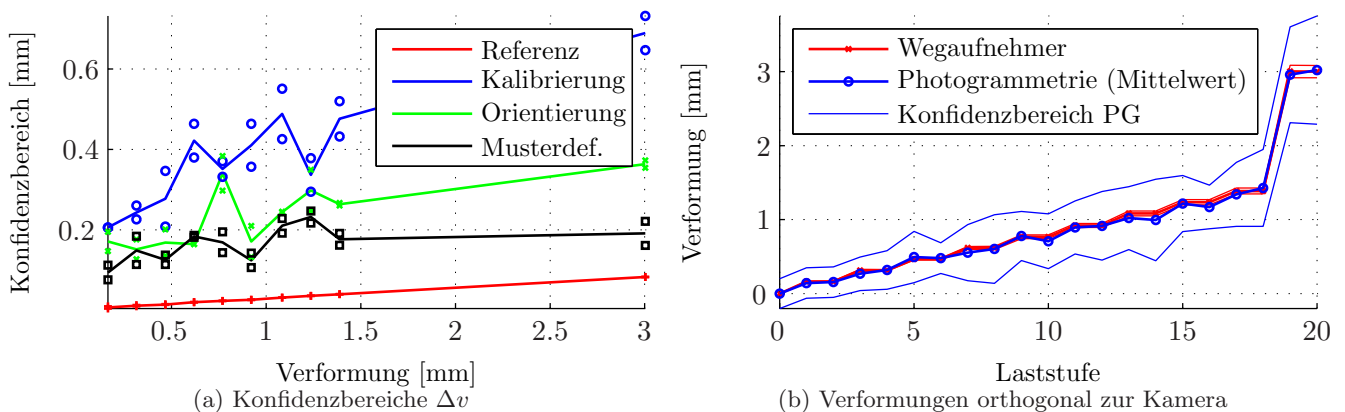 Konfidenzbereich [mm]
0.6
0.4
0.2
Referenz
Kalibrierung
Orientierung
Musterdef.
0.5 1 1.5 2 2.5 3
Verformung [mm]
(a) Konfidenzbereiche Δv
Verformung [mm]
3
2
1
0
Wegaufnehmer
Photogrammetrie (Mittelwert)
Konfidenzbereich PG
0 5 10 15 20
Laststufe
(b) Verformungen orthogonal zur Kamera